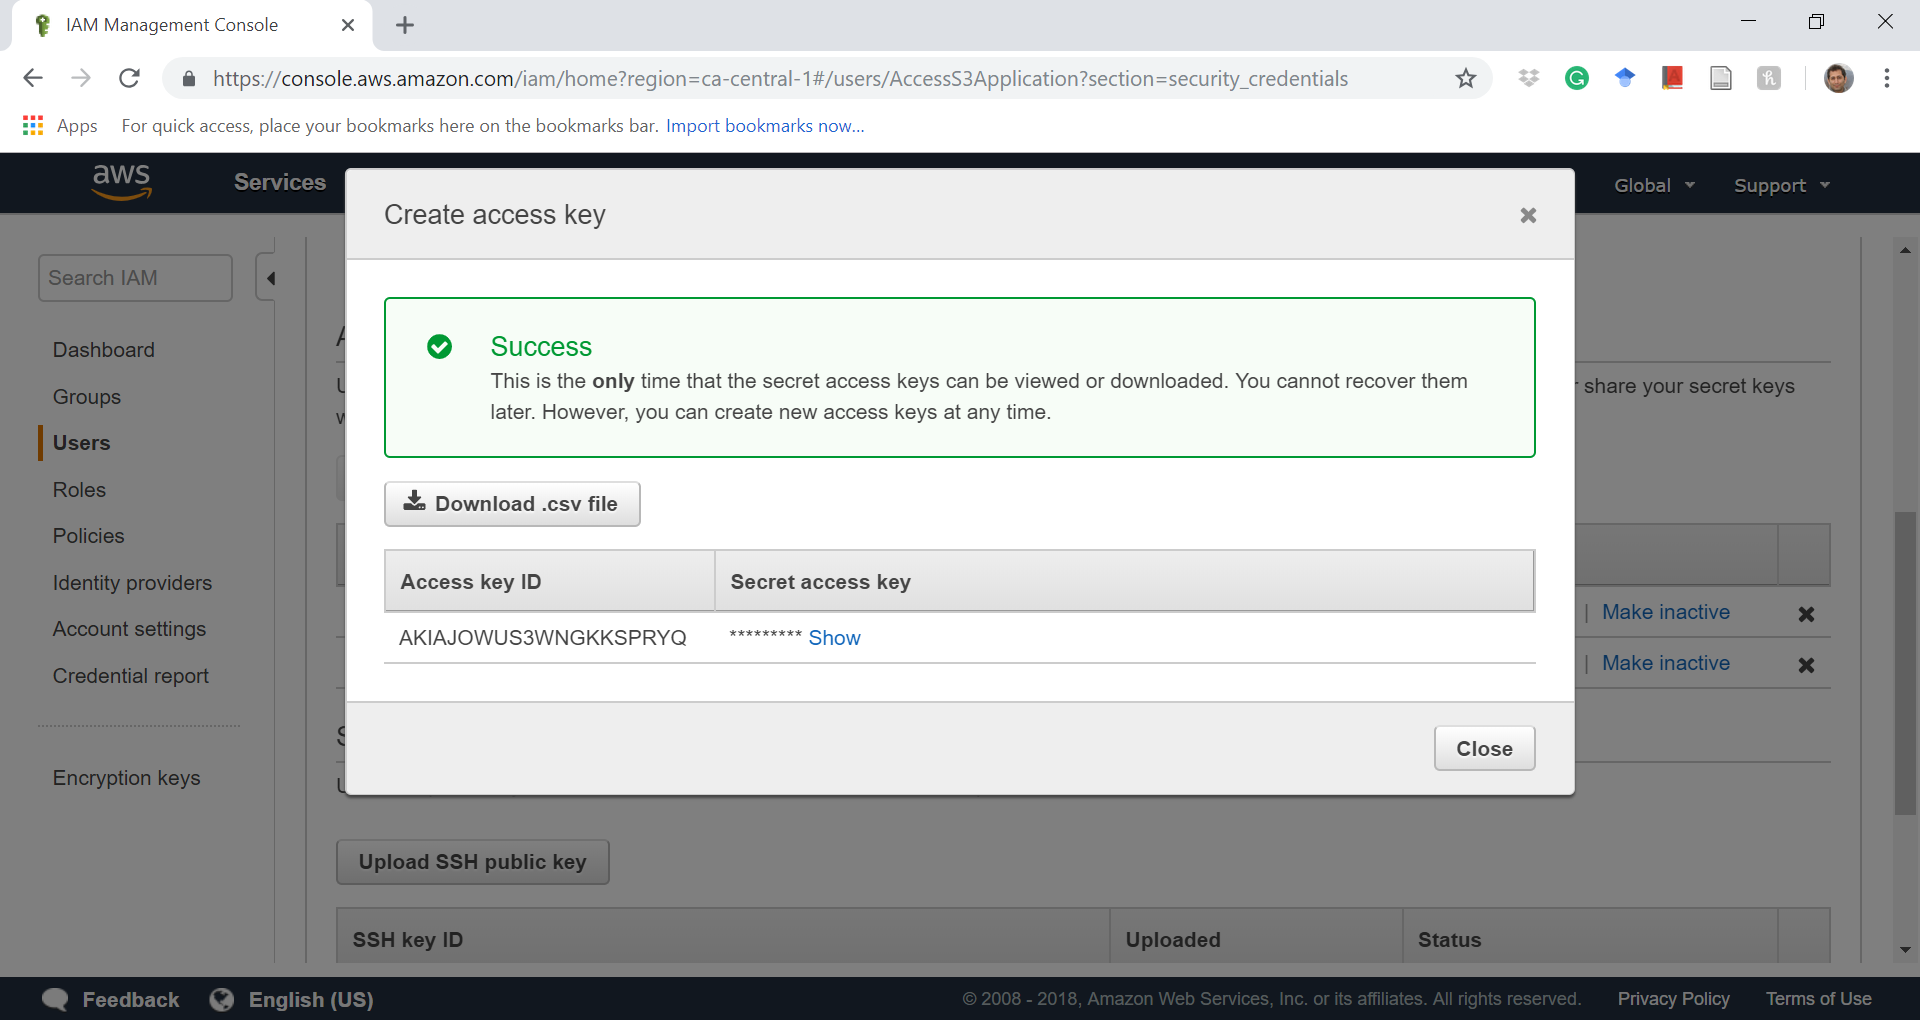 IAM Management Console
https://console.aws.amazon.com/iam/home?region=ca-central-1#/users/AccessS3Application?section=security_credentials
Apps
For quick access, place your bookmarks here on the bookmarks bar. Import bookmarks now...
aws
Services
Global
Support
Create access key
Search IAM
Dashboard
Groups
Users
Roles
Policies
Identity providers
Account settings
Credential report
Encryption keys
Success
This is the only time that the secret access keys can be viewed or downloaded. You cannot recover them
later. However, you can create new access keys at any time.
share your secret keys
Download .csv file
Access key ID
Secret access key
AKIAJOWUS3WNGKKSPRYQ
********* Show
| Make inactive
| Make inactive
Close
Upload SSH public key
SSH key ID
Uploaded
Status
Feedback
English (US)
© 2008 - 2018, Amazon Web Services, Inc. or its affiliates. All rights reserved.
Privacy Policy
Terms of Use